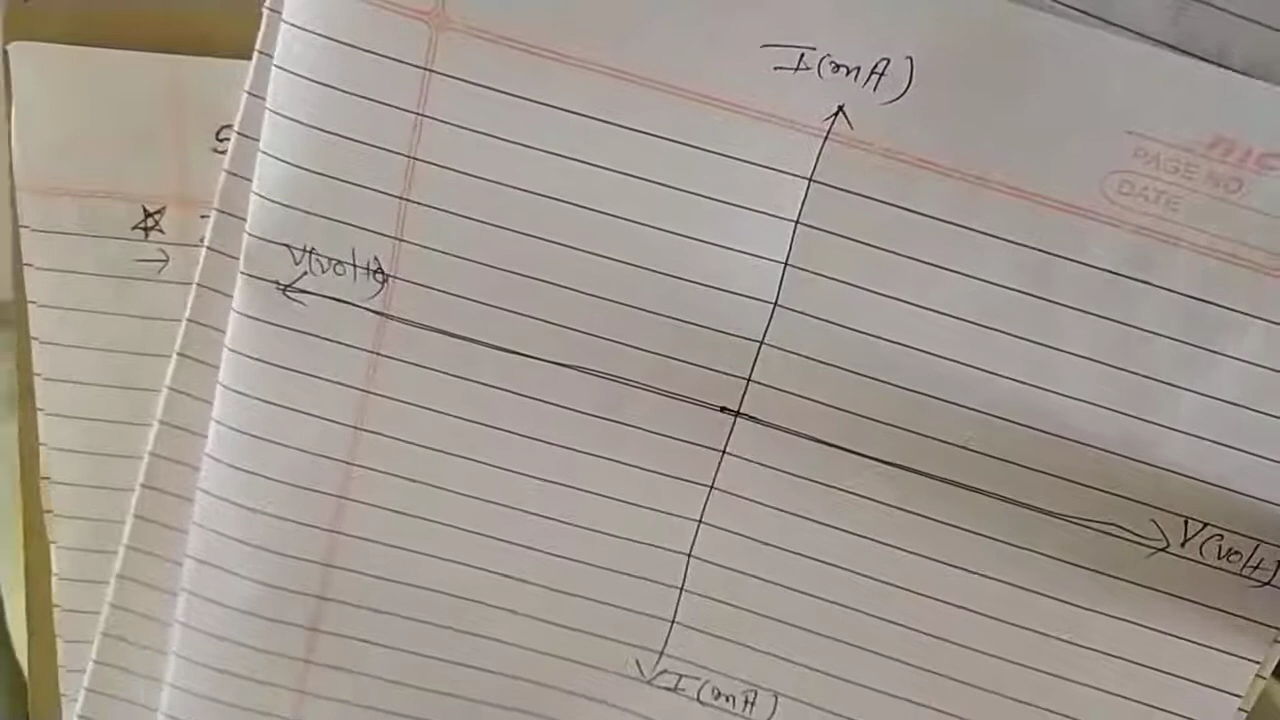 I(mA)
PAGE NO.
DATE
V(volt)
V(volt)
I(mA)